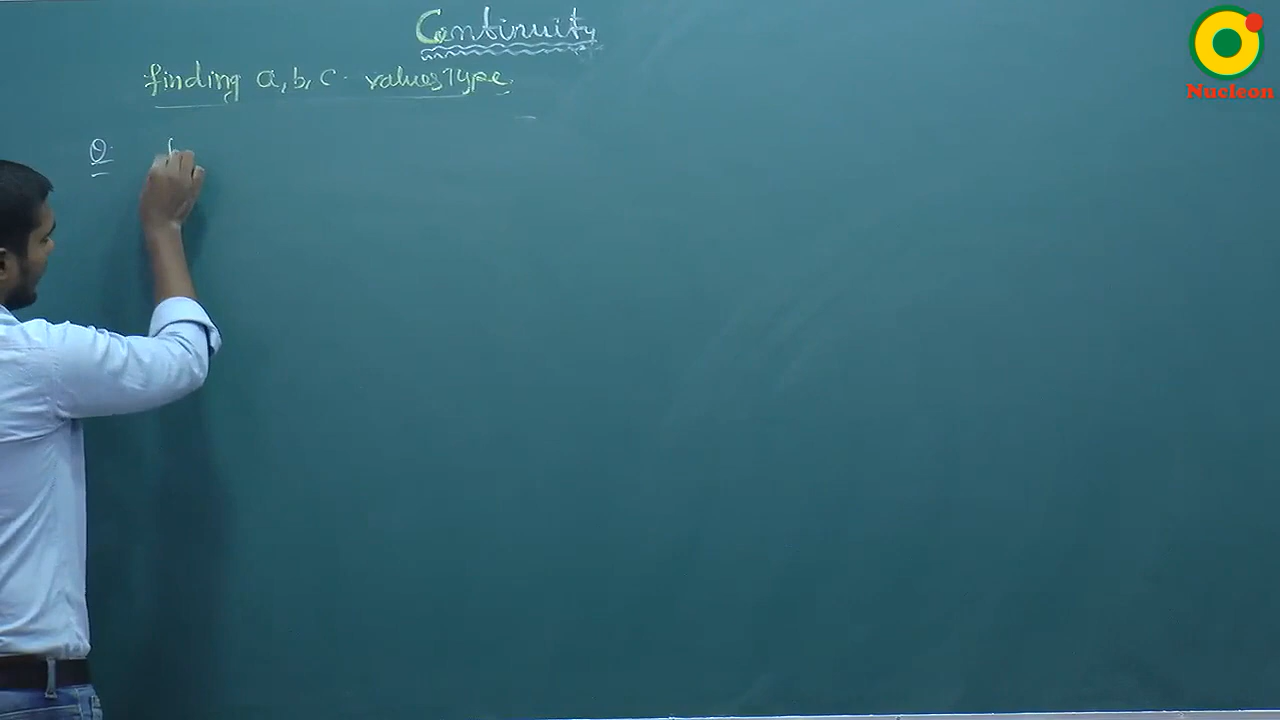 Continuity
Nucleon
finding a, b, c values Type.
Q.